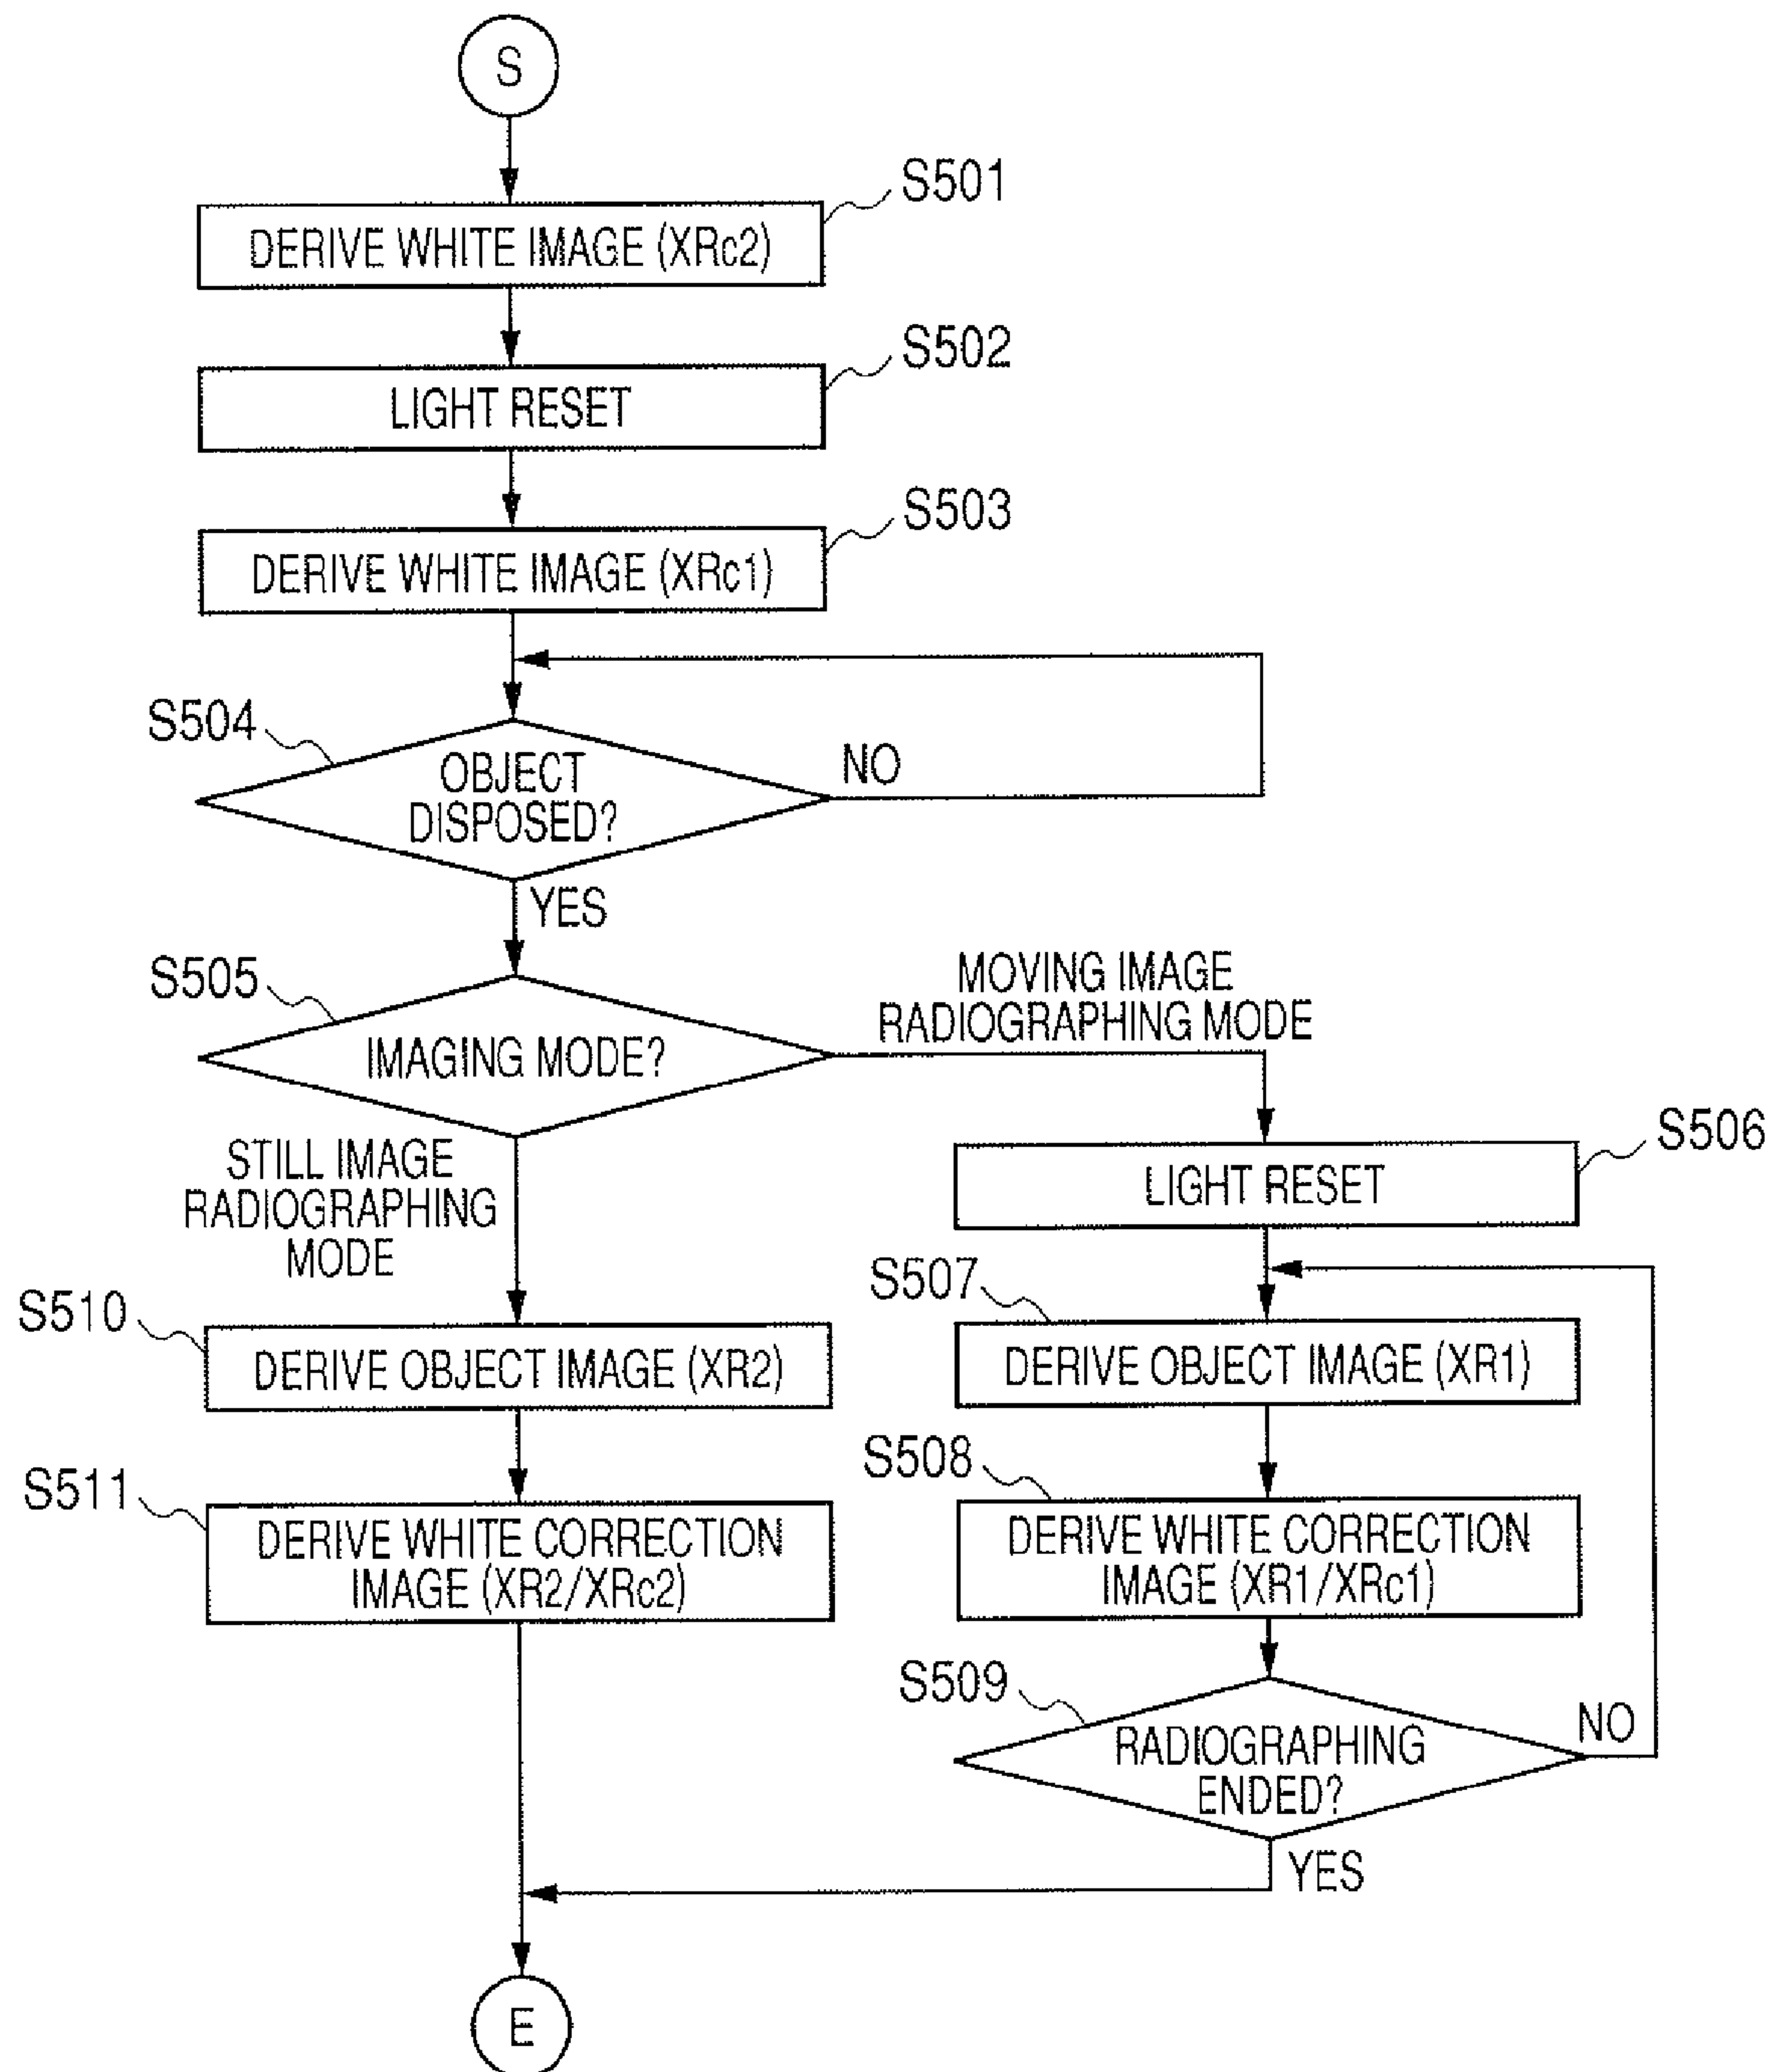 S
S501
DERIVE WHITE IMAGE (XRc2)
S502
LIGHT RESET
S503
DERIVE WHITE IMAGE (XRc1)
S504
OBJECT
DISPOSED?
NO
YES
S505
IMAGING MODE?
MOVING IMAGE
RADIOGRAPHING MODE
STILL IMAGE
RADIOGRAPHING
MODE
S506
LIGHT RESET
S507
DERIVE OBJECT IMAGE (XR1)
S510
DERIVE OBJECT IMAGE (XR2)
S508
DERIVE WHITE CORRECTION
IMAGE (XR1/XRc1)
S511
DERIVE WHITE CORRECTION
IMAGE (XR2/XRc2)
S509
RADIOGRAPHING
ENDED?
NO
YES
E